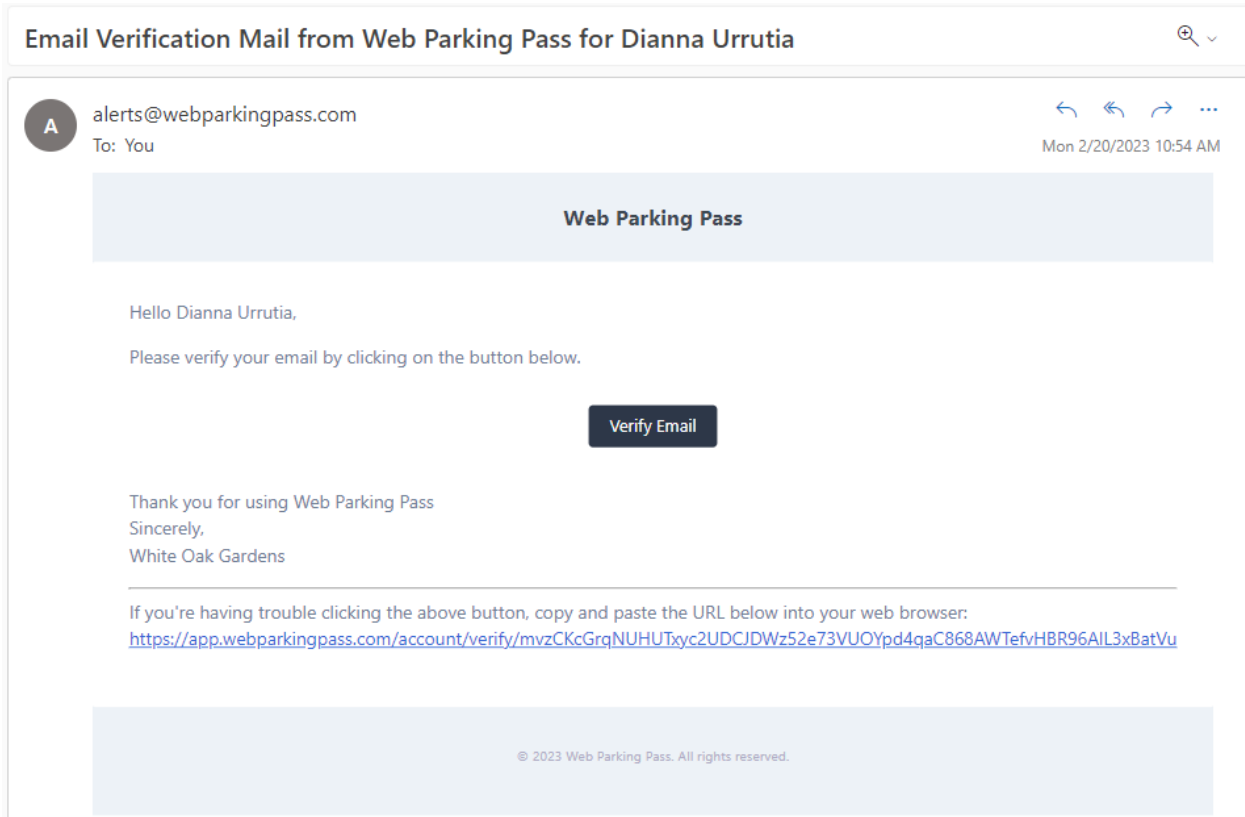 Email Verification Mail from Web Parking Pass for Dianna Urrutia
A
alerts@webparkingpass.com
To: You
Mon 2/20/2023 10:54 AM
Web Parking Pass
Hello Dianna Urrutia,
Please verify your email by clicking on the button below.
Verify Email
Thank you for using Web Parking Pass
Sincerely,
White Oak Gardens
If you're having trouble clicking the above button, copy and paste the URL below into your web browser:
https://app.webparkingpass.com/account/verify/mvzCKcGrqNUHUTxyc2UDCJDWz52e73VUOYpd4qaC868AWTefvHBR96AIL3xBatVu
© 2023 Web Parking Pass. All rights reserved.